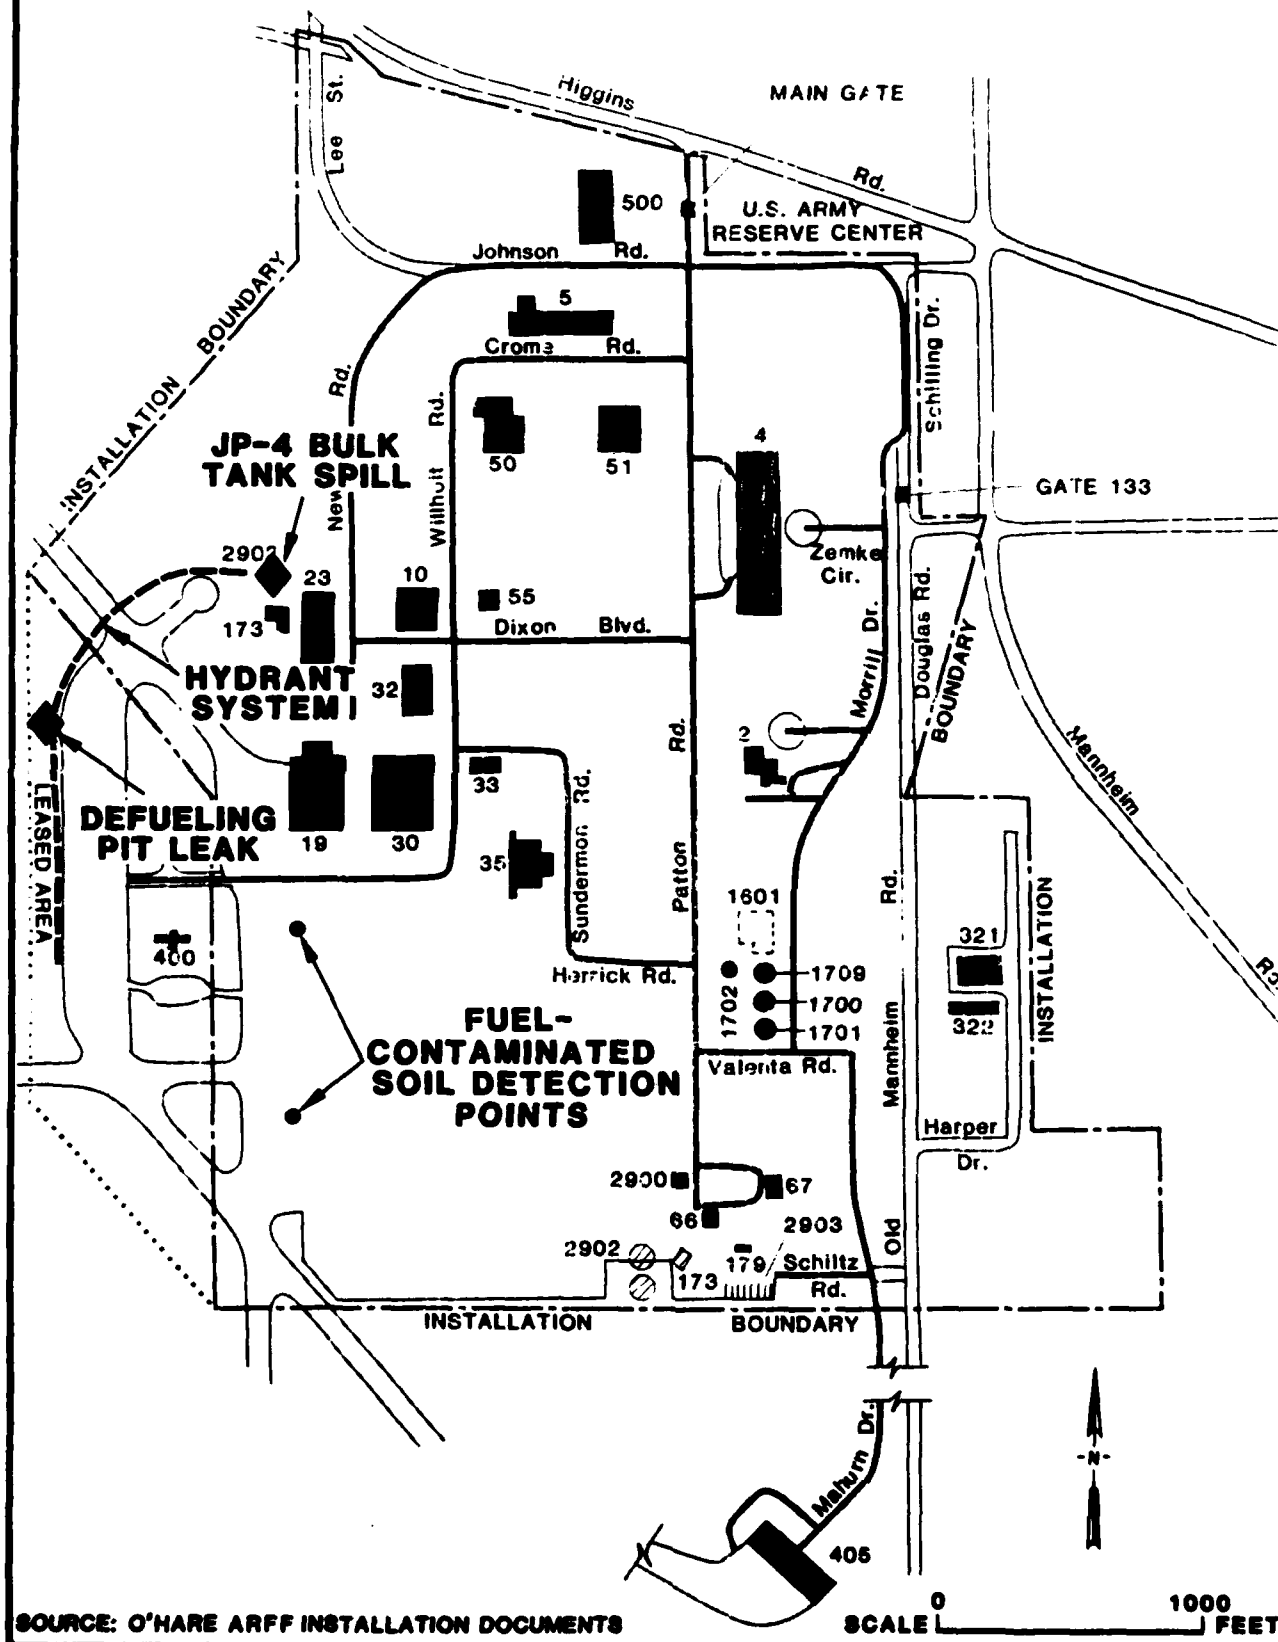 Higgins
MAIN GATE
Lee St.
Rd.
500
U.S. ARMY
RESERVE CENTER
Johnson Rd.
INSTALLATION BOUNDARY
5
Crome Rd.
Schilling Dr.
New Rd.
Willhoit Rd.
JP-4 BULK
TANK SPILL
50
51
4
GATE 133
2902
23
10
Zemke
Cir.
173
55
Dixon Blvd.
Morrill Dr.
Douglas Rd.
BOUNDARY
HYDRANT
SYSTEM
32
2
Mannheim
Rd.
LEASED AREA
DEFUELING
PIT LEAK
19
30
33
35
Sundermon Rd.
Patton Rd.
1601
Old Mannheim Rd.
321
INSTALLATION
400
Herrick Rd.
1702
1709
1700
1701
322
FUEL-
CONTAMINATED
SOIL DETECTION
POINTS
Valenta Rd.
Harper
Dr.
2900
67
66
2903
2902
173
179
Schiltz
Rd.
INSTALLATION BOUNDARY
Mahurn Dr.
-N-
405
SOURCE: O'HARE ARFF INSTALLATION DOCUMENTS
0 1000
SCALE FEET